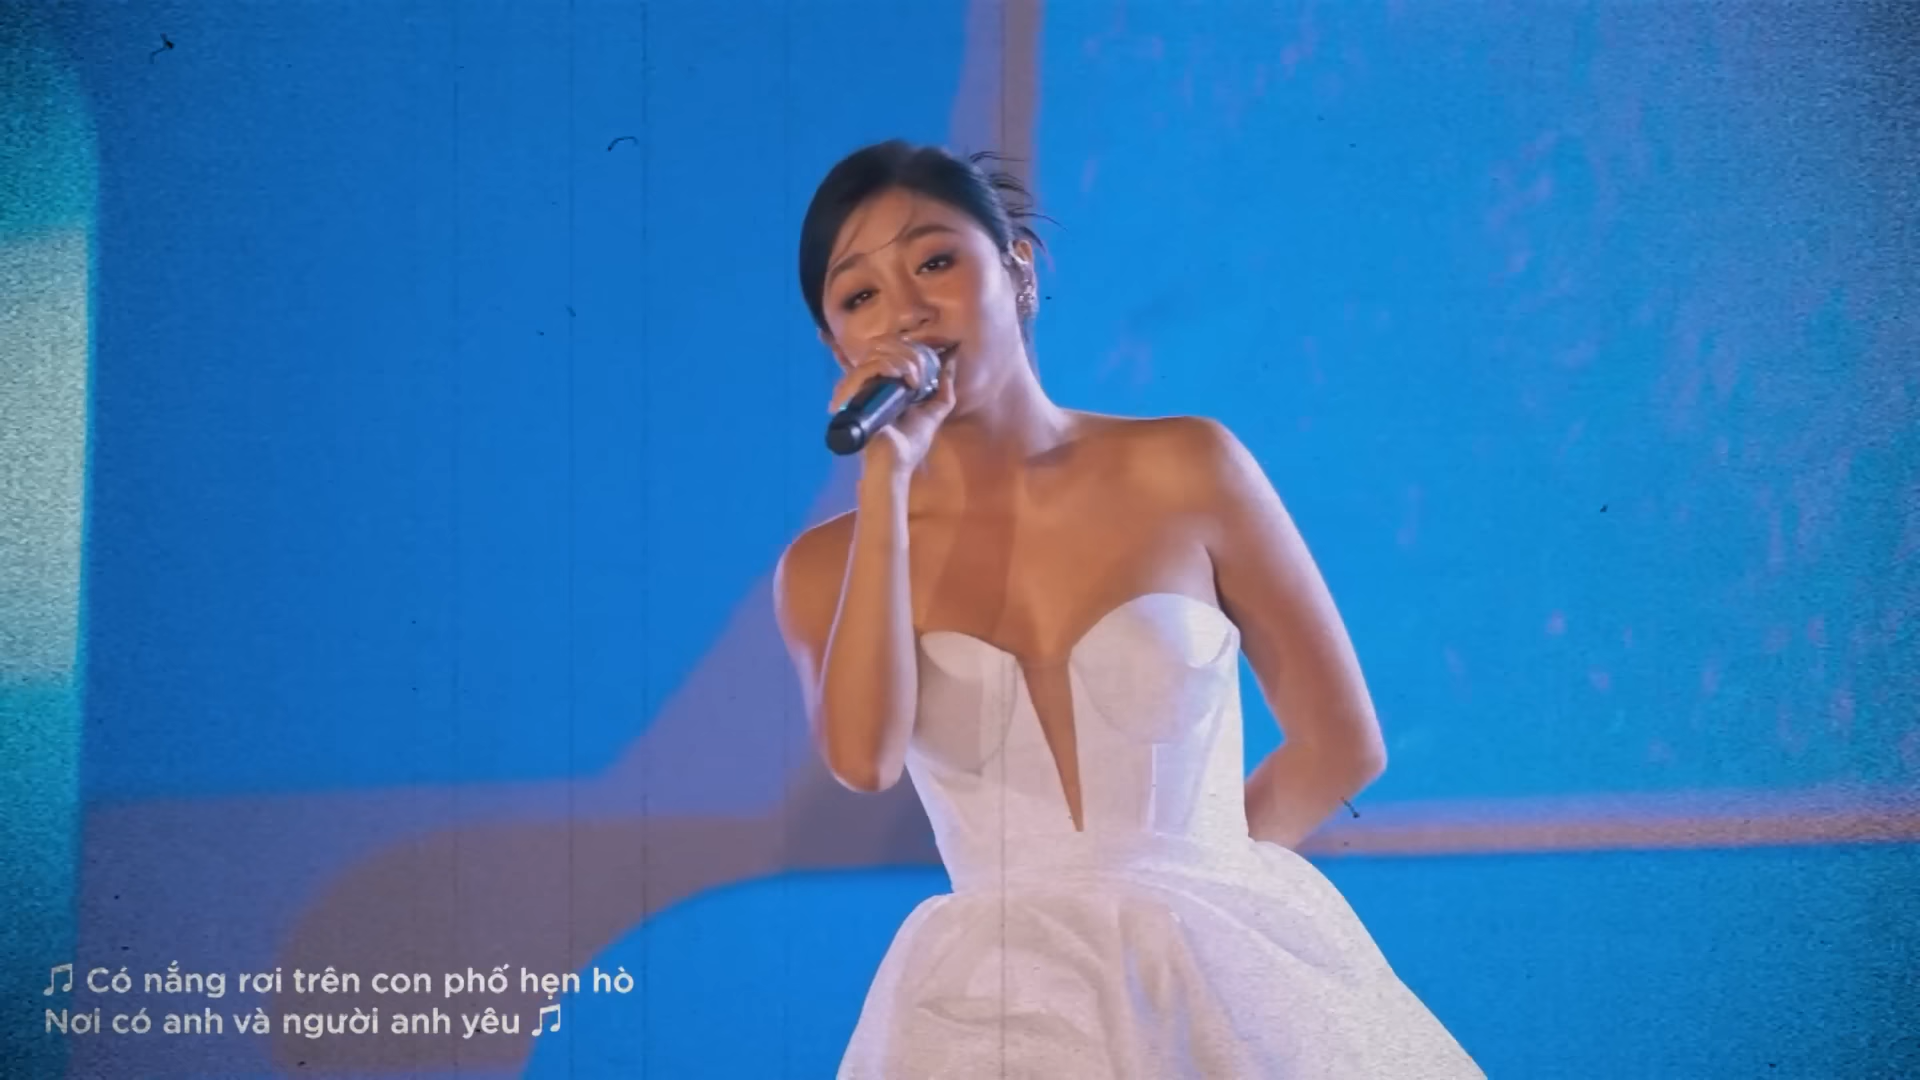 🎵 Có nắng rơi trên con phố hẹn hò
Nơi có anh và người anh yêu 🎵